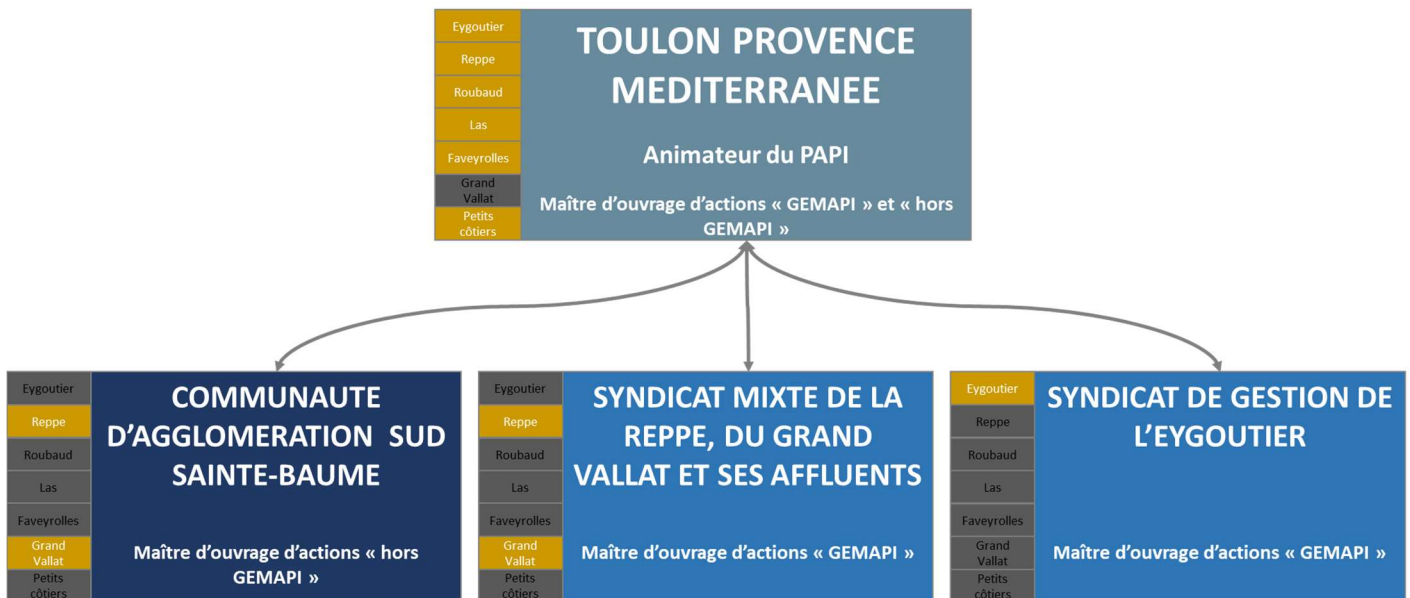 Eygoutier
Reppe
Roubaud
Las
Faveyrolles
Grand
Vallat
Petits
côtiers
TOULON PROVENCE
MEDITERRANEE
Animateur du PAPI
Maître d'ouvrage d'actions « GEMAPI » et « hors
GEMAPI »
Eygoutier
Reppe
Roubaud
Las
Faveyrolles
Grand
Vallat
Petits
côtiers
COMMUNAUTE
D'AGGLOMERATION SUD
SAINTE-BAUME
Maître d'ouvrage d'actions « hors
GEMAPI »
Eygoutier
Reppe
Roubaud
Las
Faveyrolles
Grand
Vallat
Petits
côtiers
SYNDICAT MIXTE DE LA
REPPE, DU GRAND
VALLAT ET SES AFFLUENTS
Maître d'ouvrage d'actions « GEMAPI »
Eygoutier
Reppe
Roubaud
Las
Faveyrolles
Grand
Vallat
Petits
côtiers
SYNDICAT DE GESTION DE
L'EYGOUTIER
Maître d'ouvrage d'actions « GEMAPI »